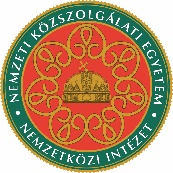 NEMZETI KÖZSZOLGÁLATI EGYETEM
NEMZETKÖZI INTÉZET